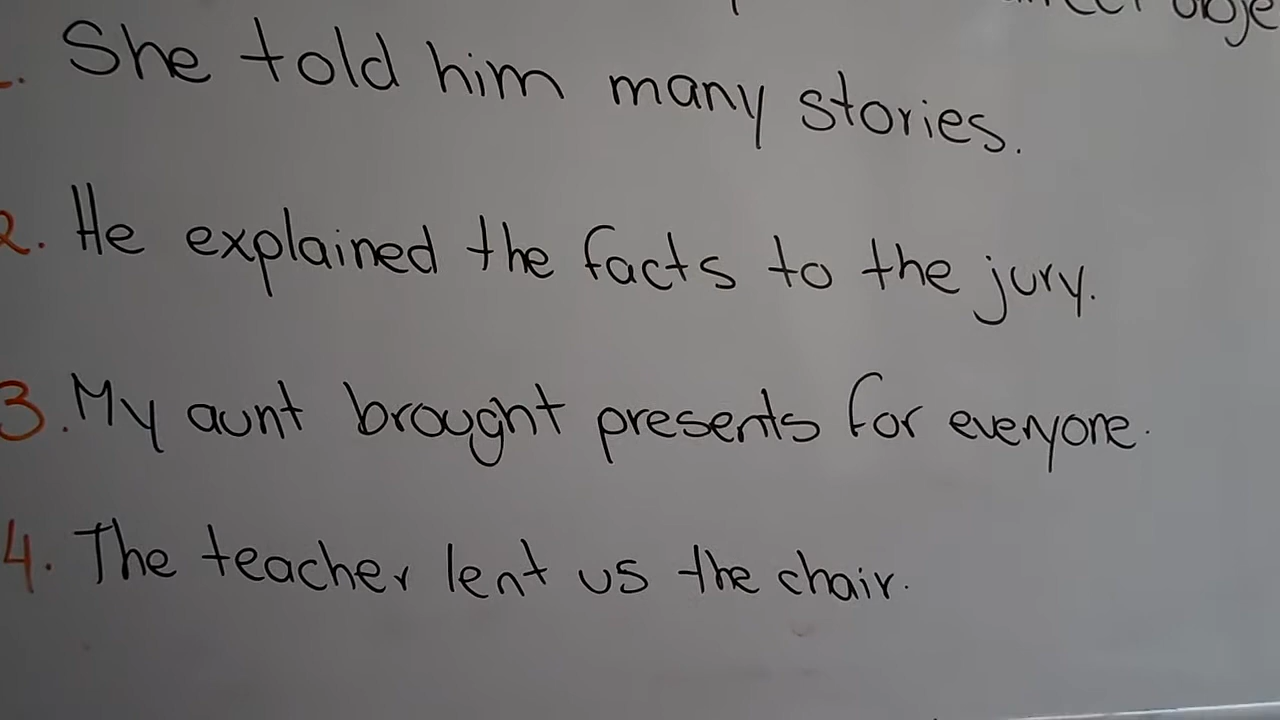 She told him many stories.
2. He explained the facts to the jury.
3. My aunt brought presents for everyone.
4. The teacher lent us the chair.